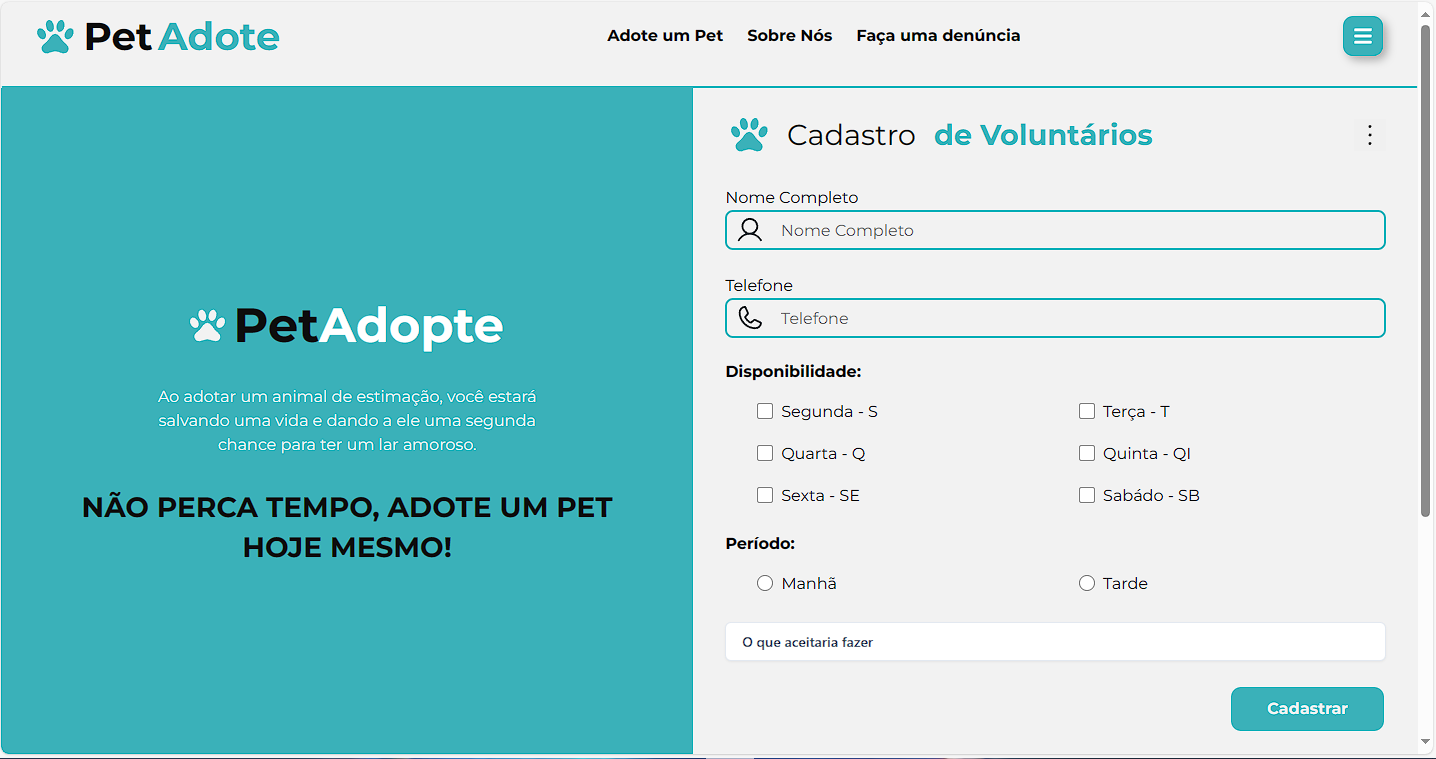 Pet Adote
Adote um Pet Sobre Nós Faça uma denúncia
PetAdopte
Ao adotar um animal de estimação, você estará
salvando uma vida e dando a ele uma segunda
chance para ter um lar amoroso.
NÃO PERCA TEMPO, ADOTE UM PET
HOJE MESMO!
Cadastro de Voluntários
Nome Completo
Nome Completo
Telefone
Telefone
Disponibilidade:
Segunda - S Terça - T
Quarta - Q Quinta - QI
Sexta - SE Sabádo - SB
Período:
Manhã Tarde
O que aceitaria fazer
Cadastrar